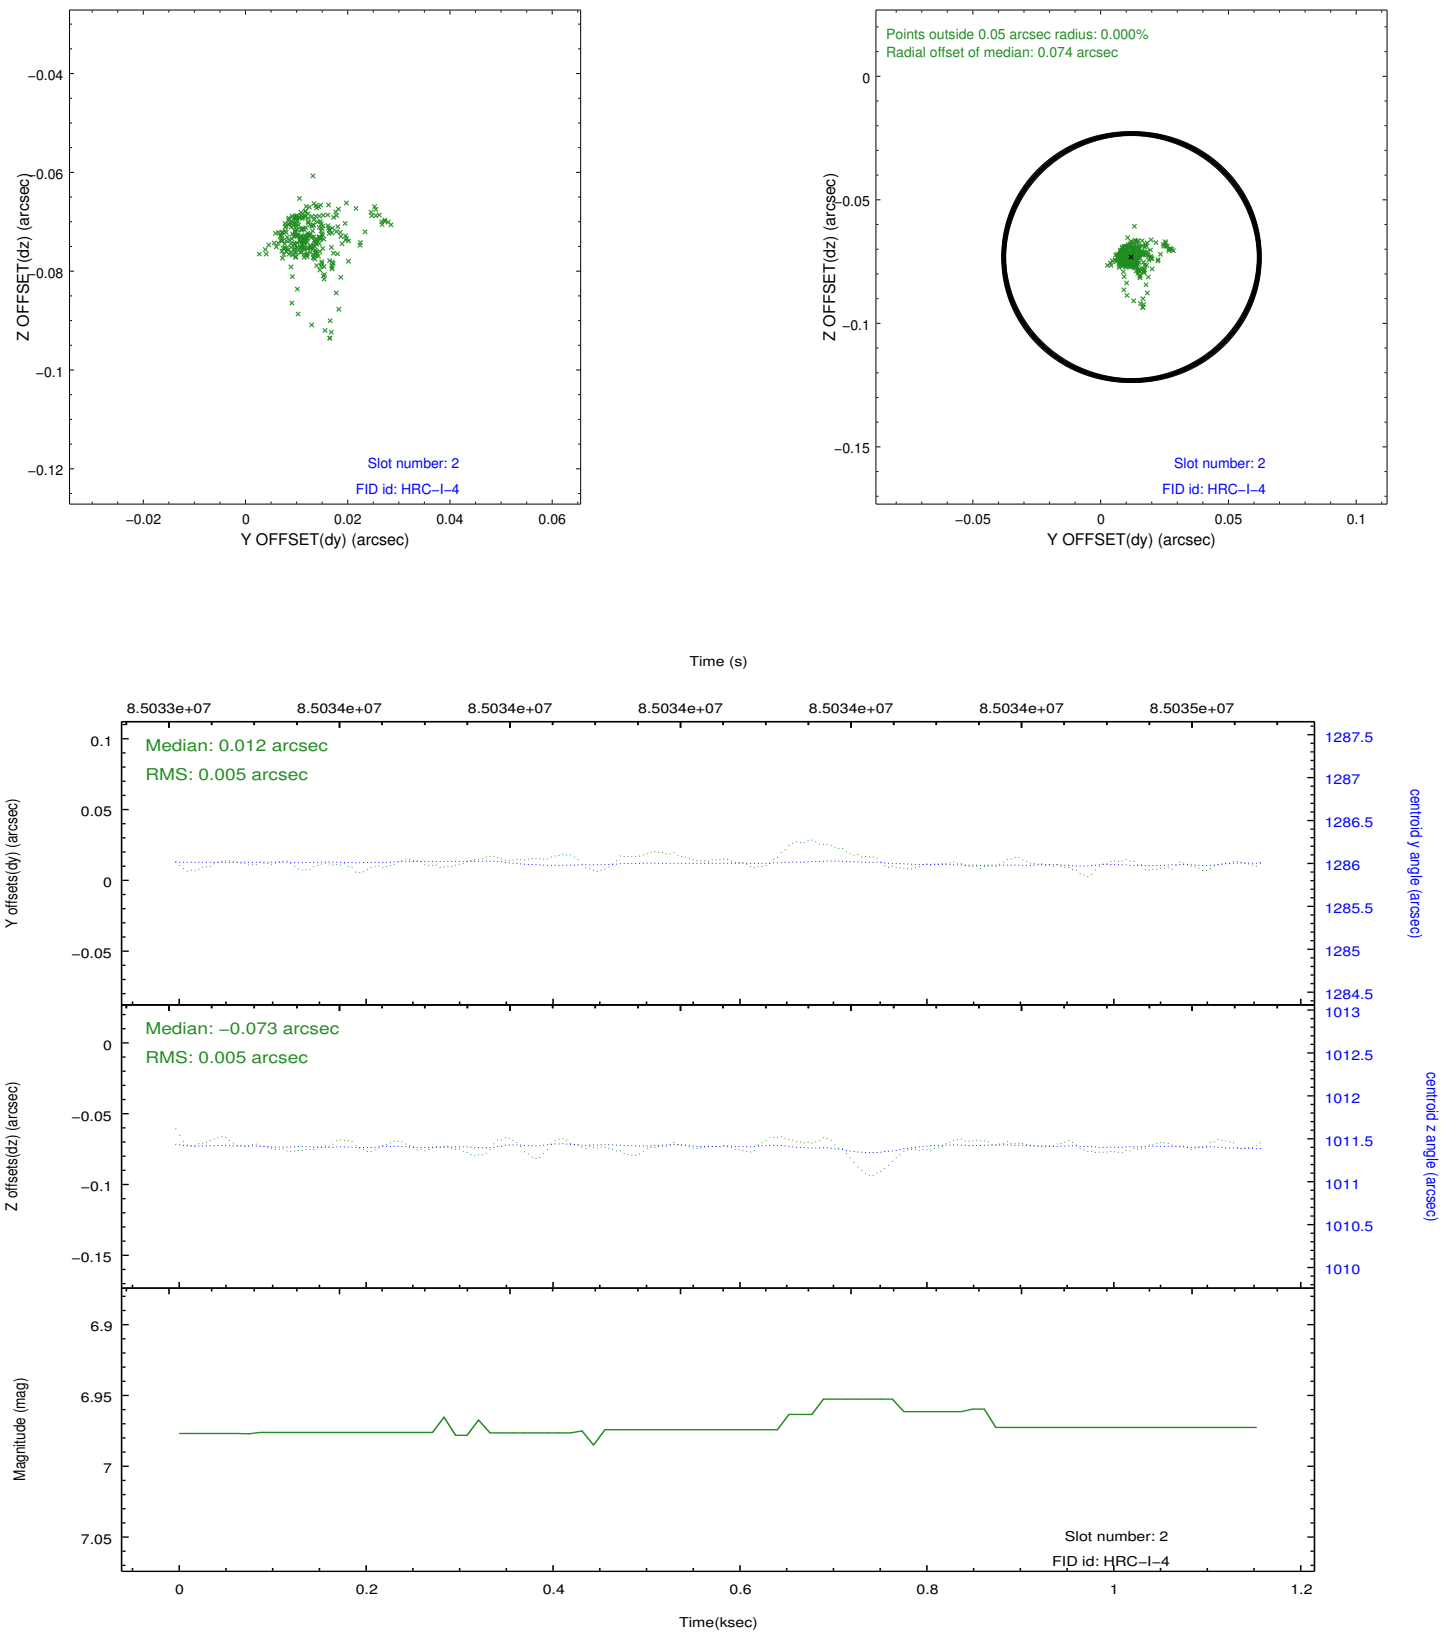 −0.04
−0.06
−0.08
−0.1
−0.12
Z OFFSET(dz) (arcsec)
Slot number: 2
FID id: HRC−I−4
−0.02 0 0.02 0.04 0.06
Y OFFSET(dy) (arcsec)
Points outside 0.05 arcsec radius: 0.000%
Radial offset of median: 0.074 arcsec
0
−0.05
−0.1
−0.15
Z OFFSET(dz) (arcsec)
Slot number: 2
FID id: HRC−I−4
−0.05 0 0.05 0.1
Y OFFSET(dy) (arcsec)
Time (s)
8.5033e+07 8.5034e+07 8.5034e+07 8.5034e+07 8.5034e+07 8.5034e+07 8.5035e+07
Median: 0.012 arcsec
RMS: 0.005 arcsec
0.1
0.05
0
−0.05
Y offsets(dy) (arcsec)
1287.5
1287
1286.5
1286
1285.5
1285
1284.5
centroid y angle (arcsec)
Median: −0.073 arcsec
RMS: 0.005 arcsec
0
−0.05
−0.1
−0.15
Z offsets(dz) (arcsec)
1013
1012.5
1012
1011.5
1011
1010.5
1010
centroid z angle (arcsec)
6.9
6.95
7
7.05
Magnitude (mag)
Slot number: 2
FID id: HRC−I−4
0 0.2 0.4 0.6 0.8 1 1.2
Time(ksec)